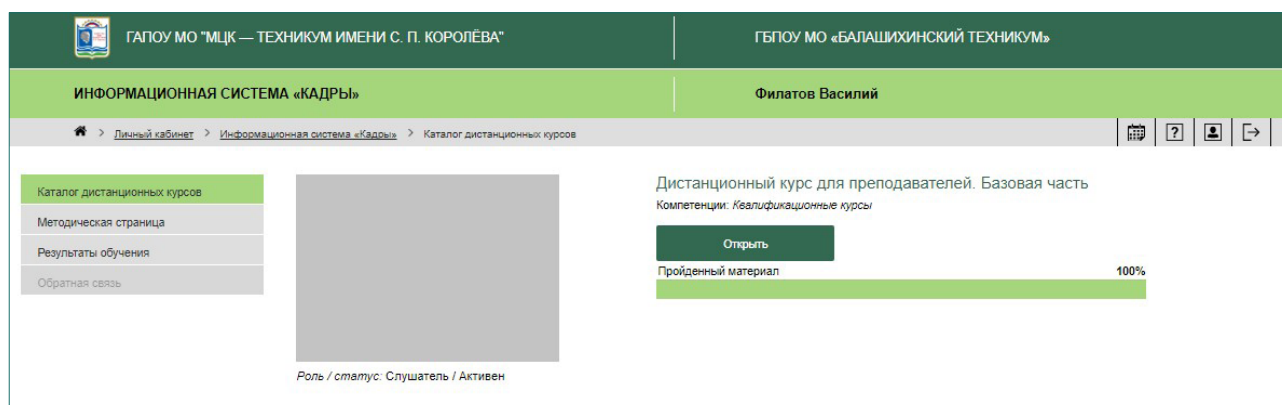 ГАПОУ МО "МЦК — ТЕХНИКУМ ИМЕНИ С. П. КОРОЛЁВА"
ГБПОУ МО «БАЛАШИХИНСКИЙ ТЕХНИКУМ»
ИНФОРМАЦИОННАЯ СИСТЕМА «КАДРЫ»
Филатов Василий
> Личный кабинет > Информационная система «Кадры» > Каталог дистанционных курсов
?
Каталог дистанционных курсов
Методическая страница
Результаты обучения
Обратная связь
Роль / статус: Слушатель / Активен
Дистанционный курс для преподавателей. Базовая часть
Компетенции: Квалификационные курсы
Открыть
Пройденный материал 100%